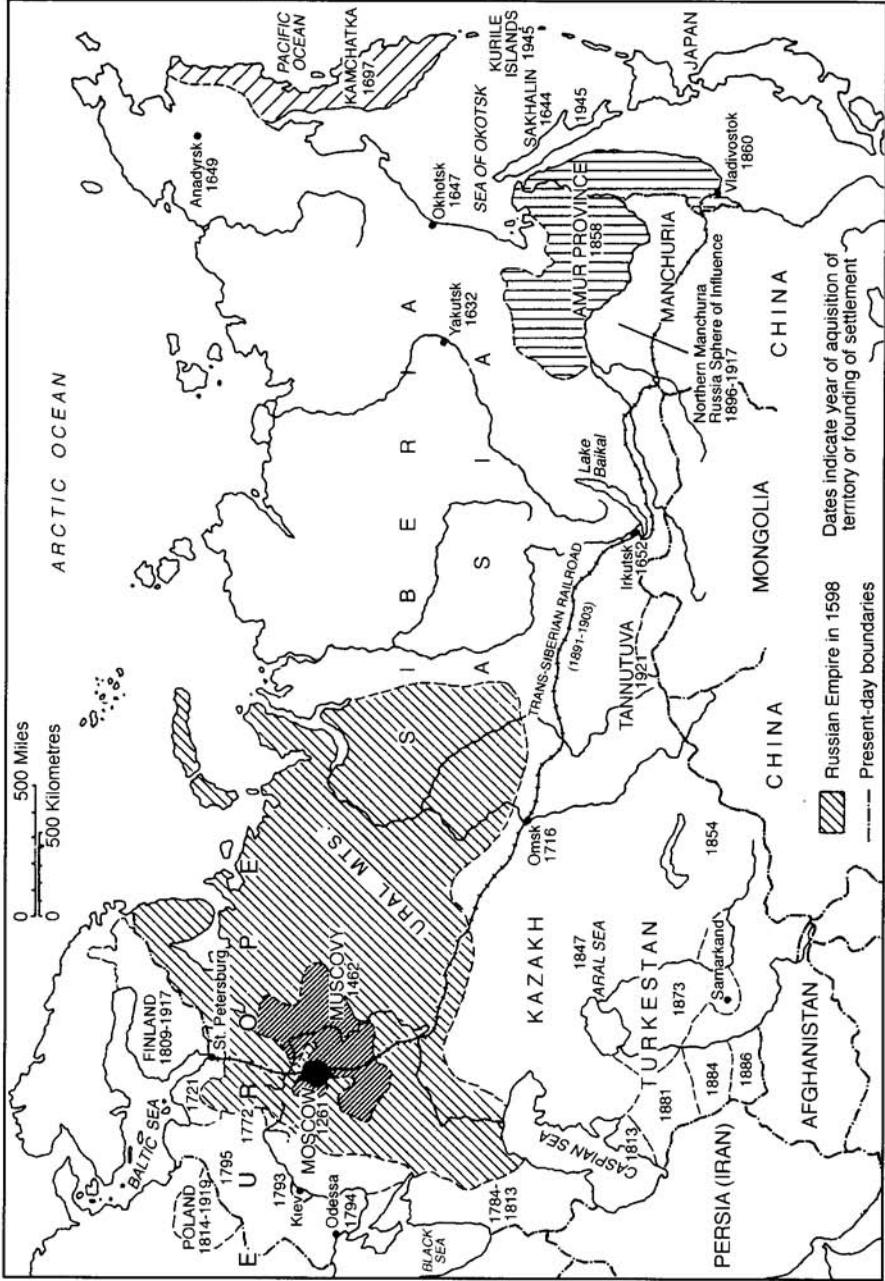 ARCTIC OCEAN
0 500 Miles
0 500 Kilometres
PACIFIC
OCEAN
KAMCHATKA
1697
KURILE
ISLANDS
1945
JAPAN
Anadyrsk
1649
Okhotsk
1647
SEA OF OKOTSK
SAKHALIN
1644
1945
Yakutsk
1632
AMUR PROVINCE
1858
Vladivostok
1860
MANCHURIA
Northern Manchuria
Russia Sphere of Influence
1896-1917
CHINA
S I B E R I A
A S I A
Lake
Baikal
Irkutsk
1652
MONGOLIA
TRANS-SIBERIAN RAILROAD
(1891-1903)
TANNUTUVA
1921
CHINA
Omsk
1716
E U R O P E
URAL MTS.
MUSCOVY
1462
MOSCOW
1261
St. Petersburg
FINLAND
1809-1917
BALTIC SEA
1721
1772
1795
POLAND
1814-1919
1793
Kiev
Odessa
1794
BLACK
SEA
1784-
1813
CASPIAN SEA
1813
KAZAKH
1847
ARAL SEA
1854
TURKESTAN
1873
Samarkand
1881
1884
1886
PERSIA (IRAN)
AFGHANISTAN
Russian Empire in 1598
Present-day boundaries
Dates indicate year of aquisition of
territory or founding of settlement